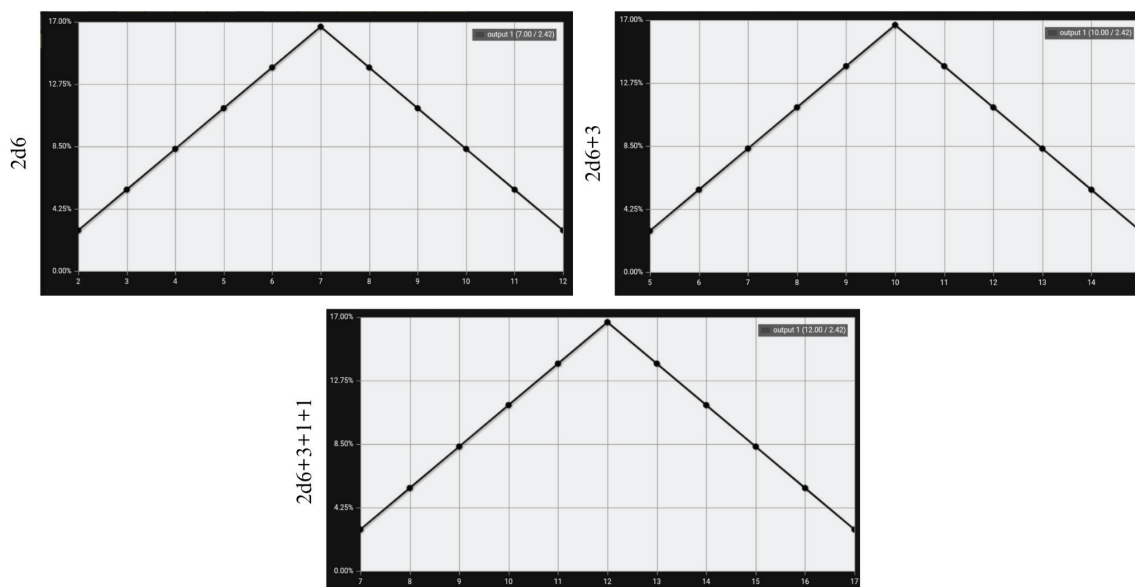 2d6
17.00%
12.75%
8.50%
4.25%
0.00%
output 1 (7.00 / 2.42)
2 3 4 5 6 7 8 9 10 11 12
2d6+3
17.00%
12.75%
8.50%
4.25%
0.00%
output 1 (10.00 / 2.42)
5 6 7 8 9 10 11 12 13 14
2d6+3+1+1
17.00%
12.75%
8.50%
4.25%
0.00%
output 1 (12.00 / 2.42)
7 8 9 10 11 12 13 14 15 16 17